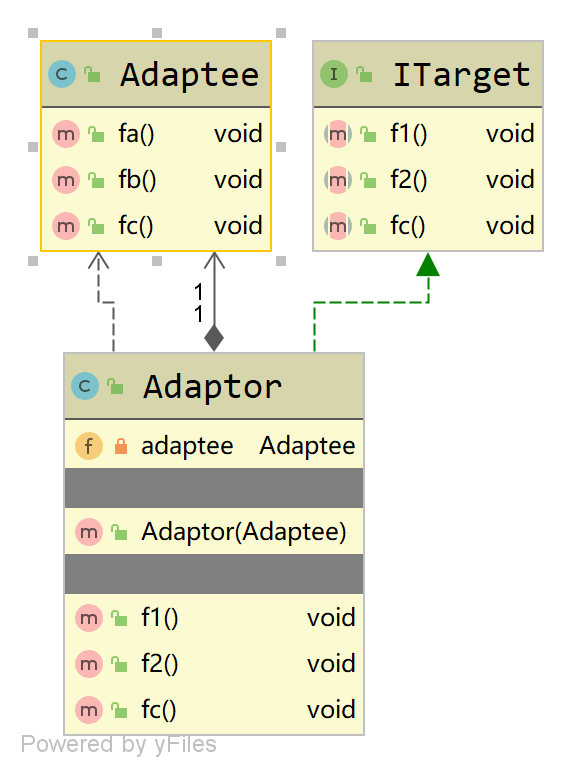 Adaptee
fa() void
fb() void
fc() void
ITarget
f1() void
f2() void
fc() void
1
1
Adaptor
adaptee Adaptee
Adaptor(Adaptee)
f1() void
f2() void
fc() void
Powered by yFiles